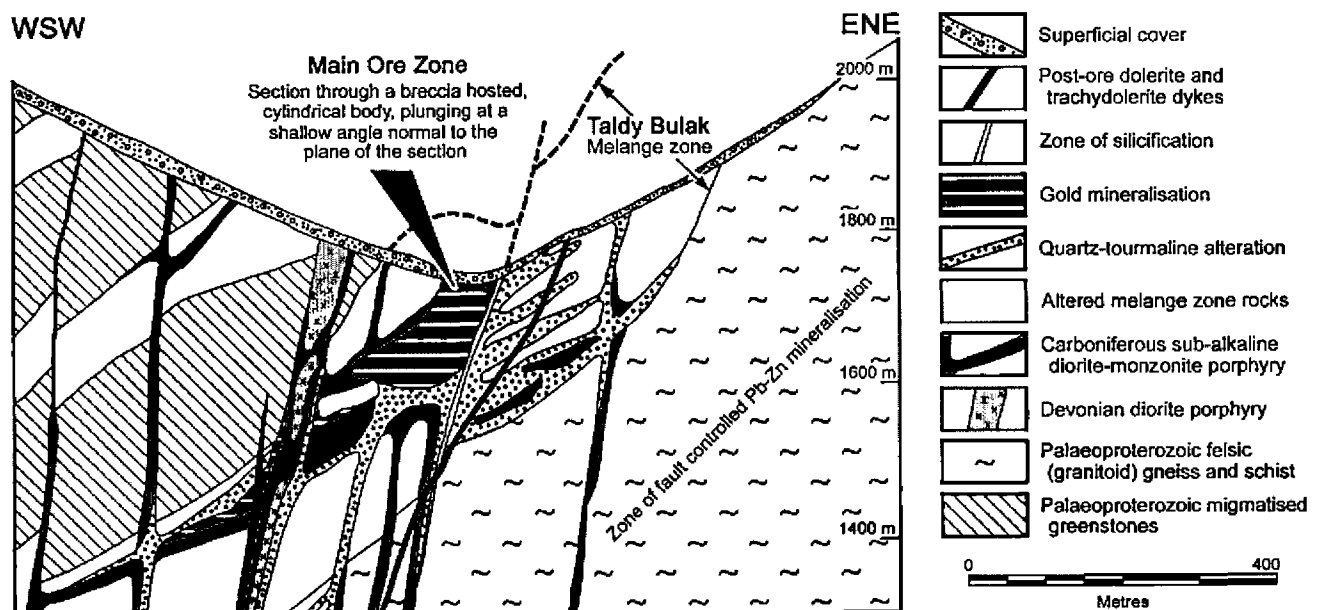 WSW
ENE
Main Ore Zone
Section through a breccia hosted,
cylindrical body, plunging at a
shallow angle normal to the
plane of the section
Taldy Bulak
Melange zone
2000 m
1800 m
1600 m
1400 m
Zone of fault controlled Pb-Zn mineralisation
Superficial cover
Post-ore dolerite and
trachydolerite dykes
Zone of silicification
Gold mineralisation
Quartz-tourmaline alteration
Altered melange zone rocks
Carboniferous sub-alkaline
diorite-monzonite porphyry
Devonian diorite porphyry
Palaeoproterozoic felsic
(granitoid) gneiss and schist
Palaeoproterozoic migmatised
greenstones
0
400
Metres